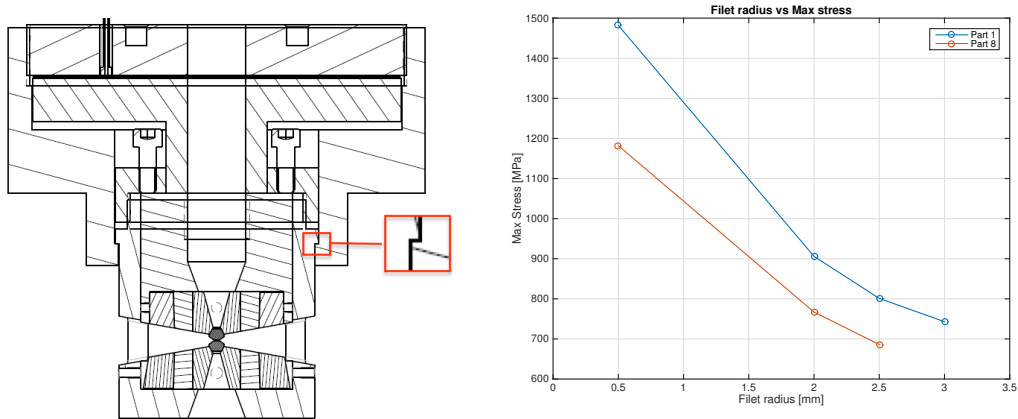 Filet radius vs Max stress
Part 1
Part 8
1500
1400
1300
1200
1100
1000
900
800
700
600
Max Stress [MPa]
0 0.5 1 1.5 2 2.5 3 3.5
Filet radius [mm]